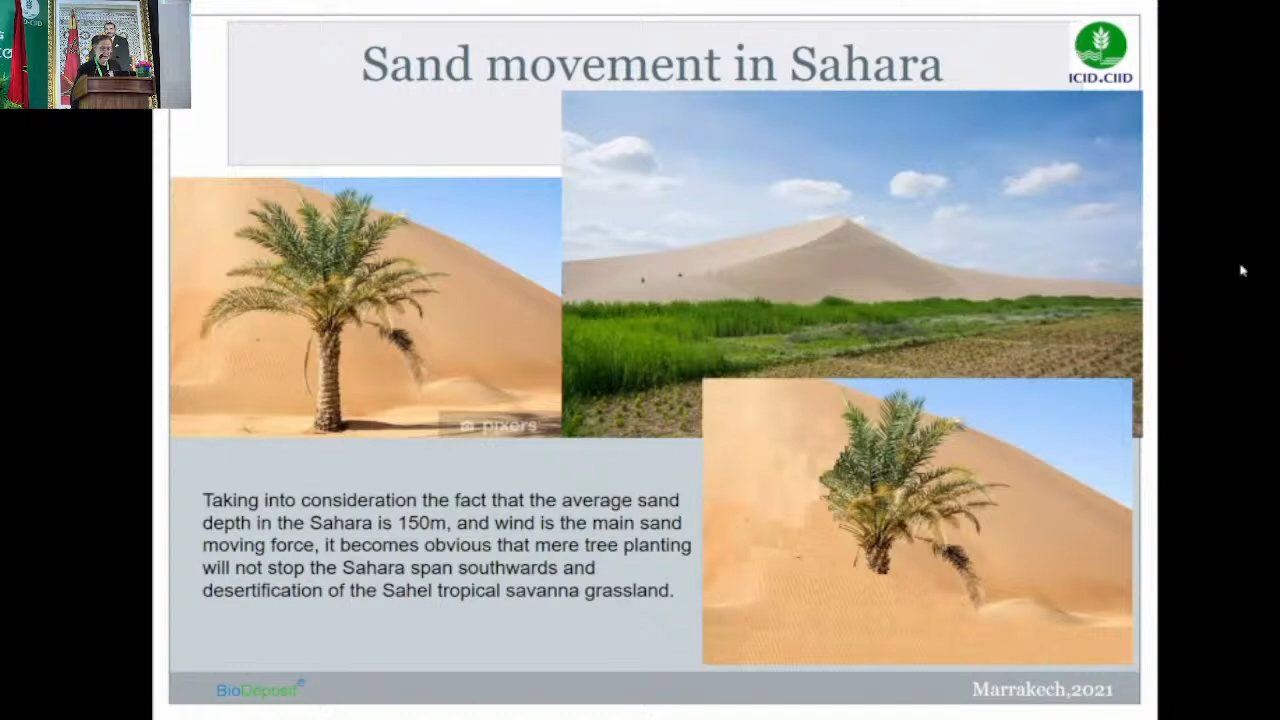 Sand movement in Sahara
ICID•CIID
pixers
Taking into consideration the fact that the average sand
depth in the Sahara is 150m, and wind is the main sand
moving force, it becomes obvious that mere tree planting
will not stop the Sahara span southwards and
desertification of the Sahel tropical savanna grassland.
BioDeposit
Marrakech,2021